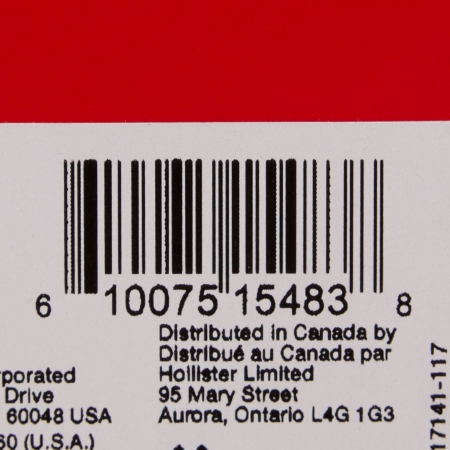 6 10075 15483 8
Distributed in Canada by
Distribué au Canada par
Hollister Limited
95 Mary Street
Aurora, Ontario L4G 1G3
Drive
60048 USA
(U.S.A.)
17141-117